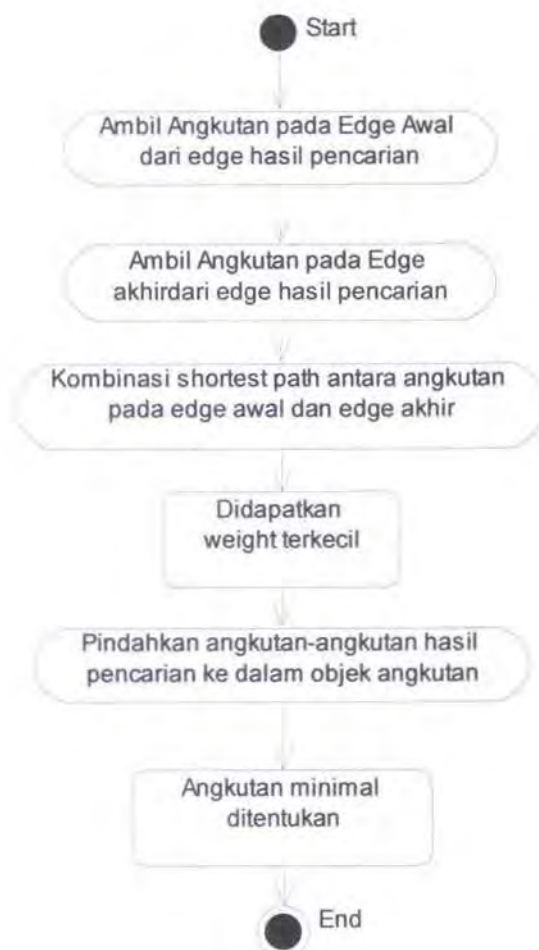 Start
Ambil Angkutan pada Edge Awal
dari edge hasil pencarian
Ambil Angkutan pada Edge
akhirdari edge hasil pencarian
Kombinasi shortest path antara angkutan
pada edge awal dan edge akhir
Didapatkan
weight terkecil
Pindahkan angkutan-angkutan hasil
pencarian ke dalam objek angkutan
Angkutan minimal
ditentukan
End